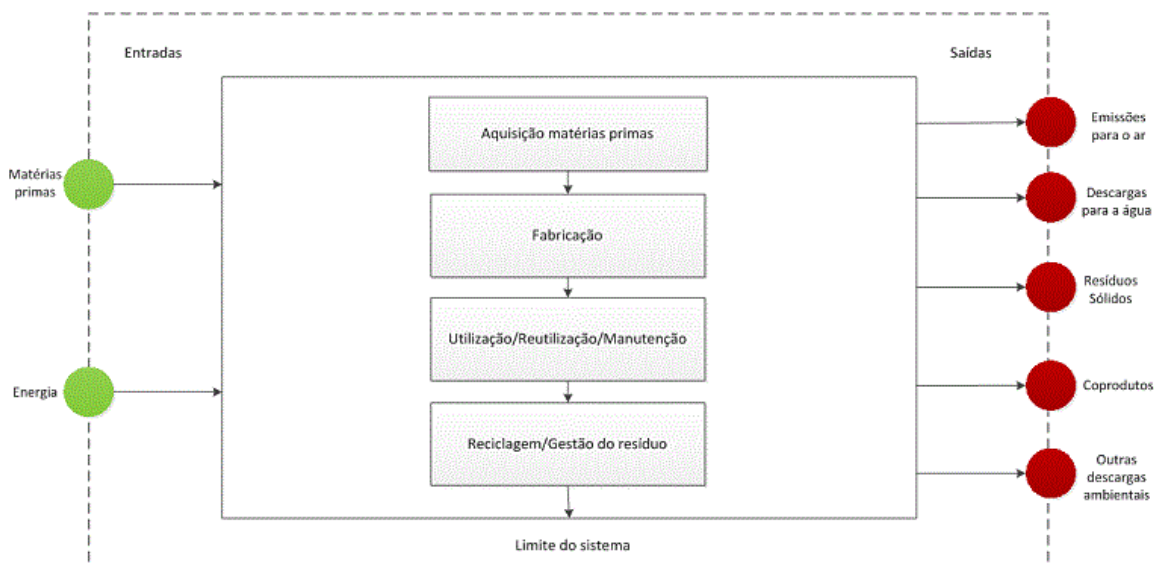 Entradas
Saídas
Aquisição matérias primas
Fabricação
Utilização/Reutilização/Manutenção
Reciclagem/Gestão do resíduo
Limite do sistema
Matérias
primas
Energia
Emissões
para o ar
Descargas
para a água
Resíduos
Sólidos
Coprodutos
Outras
descargas
ambientais